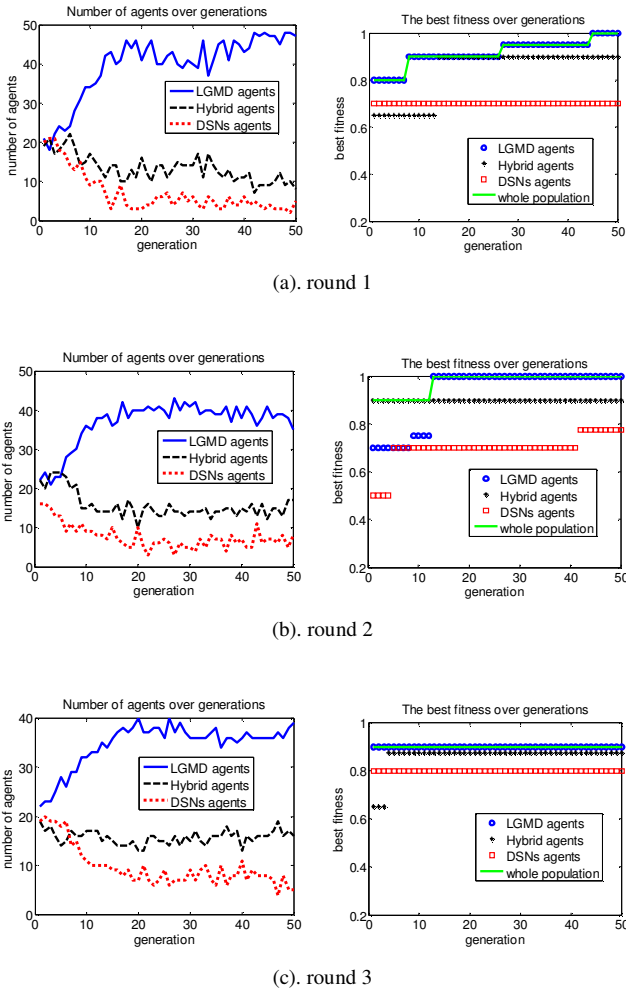 Number of agents over generations
50
40
30
20
10
0
number of agents
LGMD agents
Hybrid agents
DSNs agents
0 10 20 30 40 50
generation
The best fitness over generations
1
0.8
0.6
0.4
0.2
best fitness
LGMD agents
Hybrid agents
DSNs agents
whole population
0 10 20 30 40 50
generation
(a). round 1
Number of agents over generations
50
40
30
20
10
0
number of agents
LGMD agents
Hybrid agents
DSNs agents
0 10 20 30 40 50
generation
The best fitness over generations
1
0.8
0.6
0.4
0.2
best fitness
LGMD agents
Hybrid agents
DSNs agents
whole population
0 10 20 30 40 50
generation
(b). round 2
Number of agents over generations
40
30
20
10
0
number of agents
LGMD agents
Hybrid agents
DSNs agents
0 10 20 30 40 50
generation
The best fitness over generations
1
0.8
0.6
0.4
0.2
best fitness
LGMD agents
Hybrid agents
DSNs agents
whole population
0 10 20 30 40 50
generation
(c). round 3